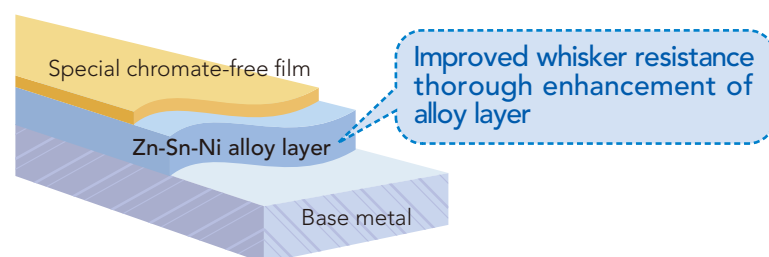 Special chromate-free film
Improved whisker resistance
thorough enhancement of
alloy layer
Zn-Sn-Ni alloy layer
Base metal